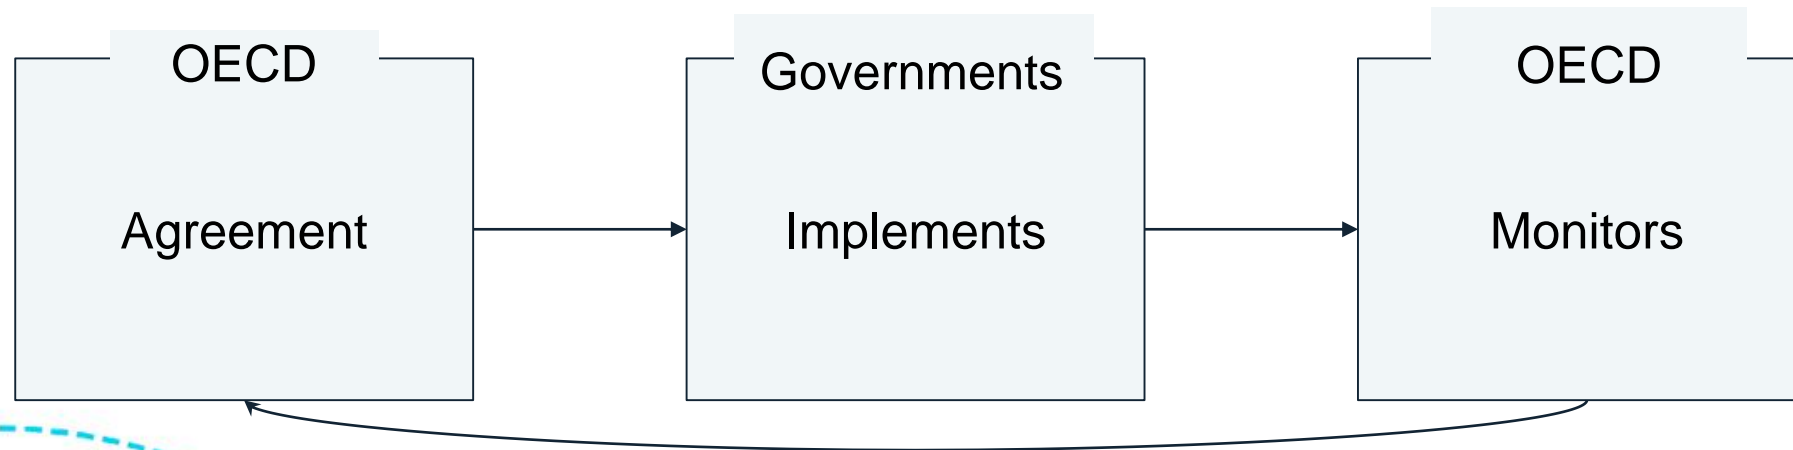 OECD
Agreement
Governments
Implements
OECD
Monitors